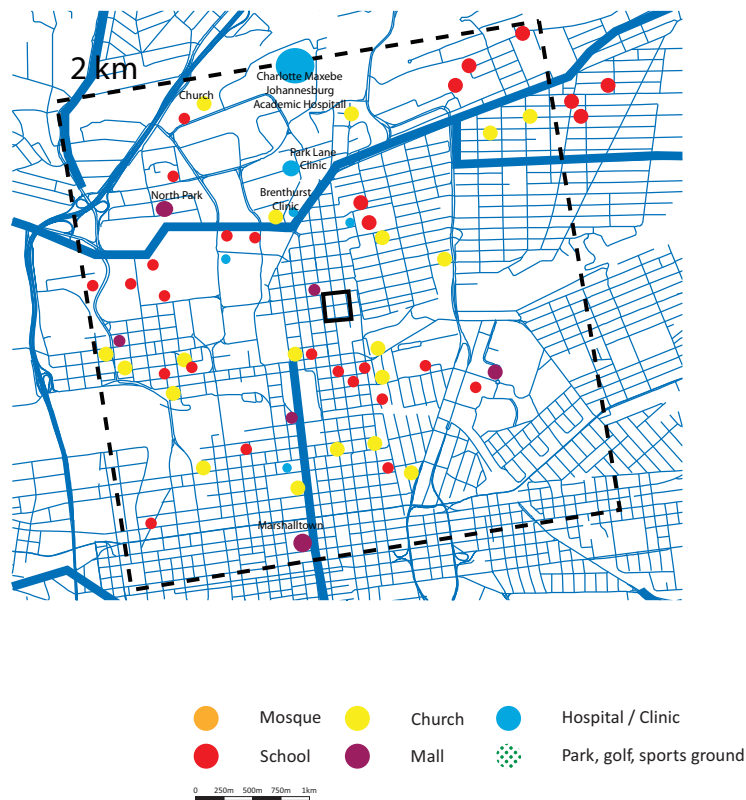 2 km
Charlotte Maxebe
Johannesburg
Academic Hospitall
Church
Park Lane
Clinic
North Park
Brenthurst
Clinic
Marshalltown
Mosque
Church
Hospital / Clinic
School
Mall
Park, golf, sports ground
0 250m 500m 750m 1km